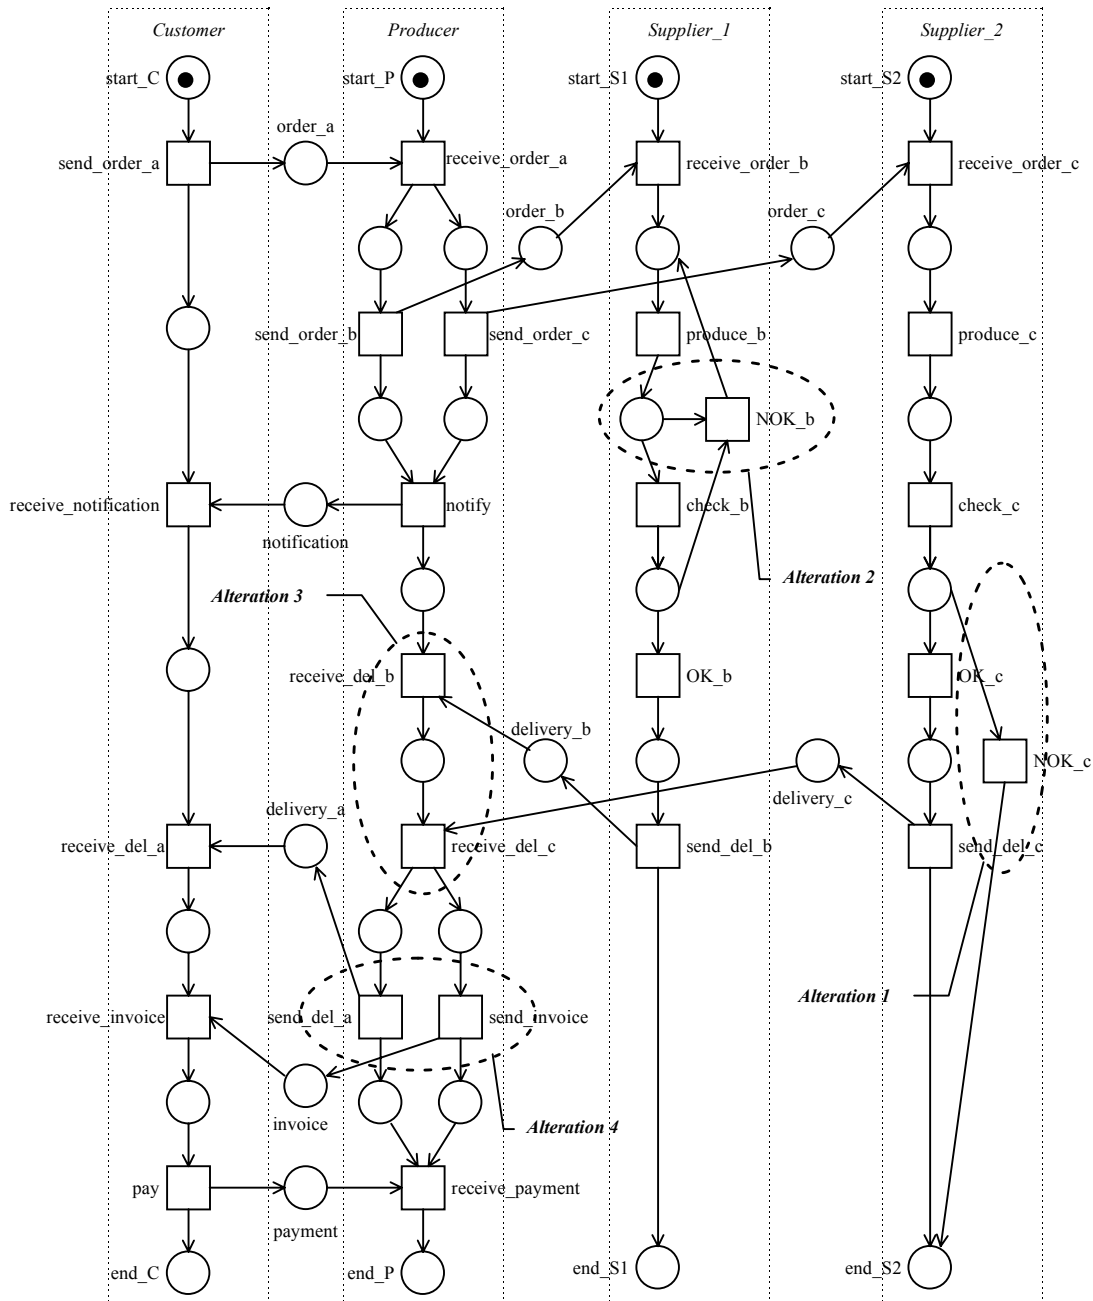 Customer
Producer
Supplier_1
Supplier_2
start_C
start_P
start_S1
start_S2
order_a
send_order_a
receive_order_a
receive_order_b
receive_order_c
order_b
order_c
send_order_b
send_order_c
produce_b
produce_c
NOK_b
receive_notification
notify
check_b
check_c
notification
Alteration 2
Alteration 3
receive_del_b
OK_b
OK_c
delivery_b
NOK_c
delivery_c
delivery_a
receive_del_a
receive_del_c
send_del_b
send_del_c
Alteration 1
receive_invoice
send_del_a
send_invoice
invoice
Alteration 4
pay
receive_payment
payment
end_C
end_P
end_S1
end_S2